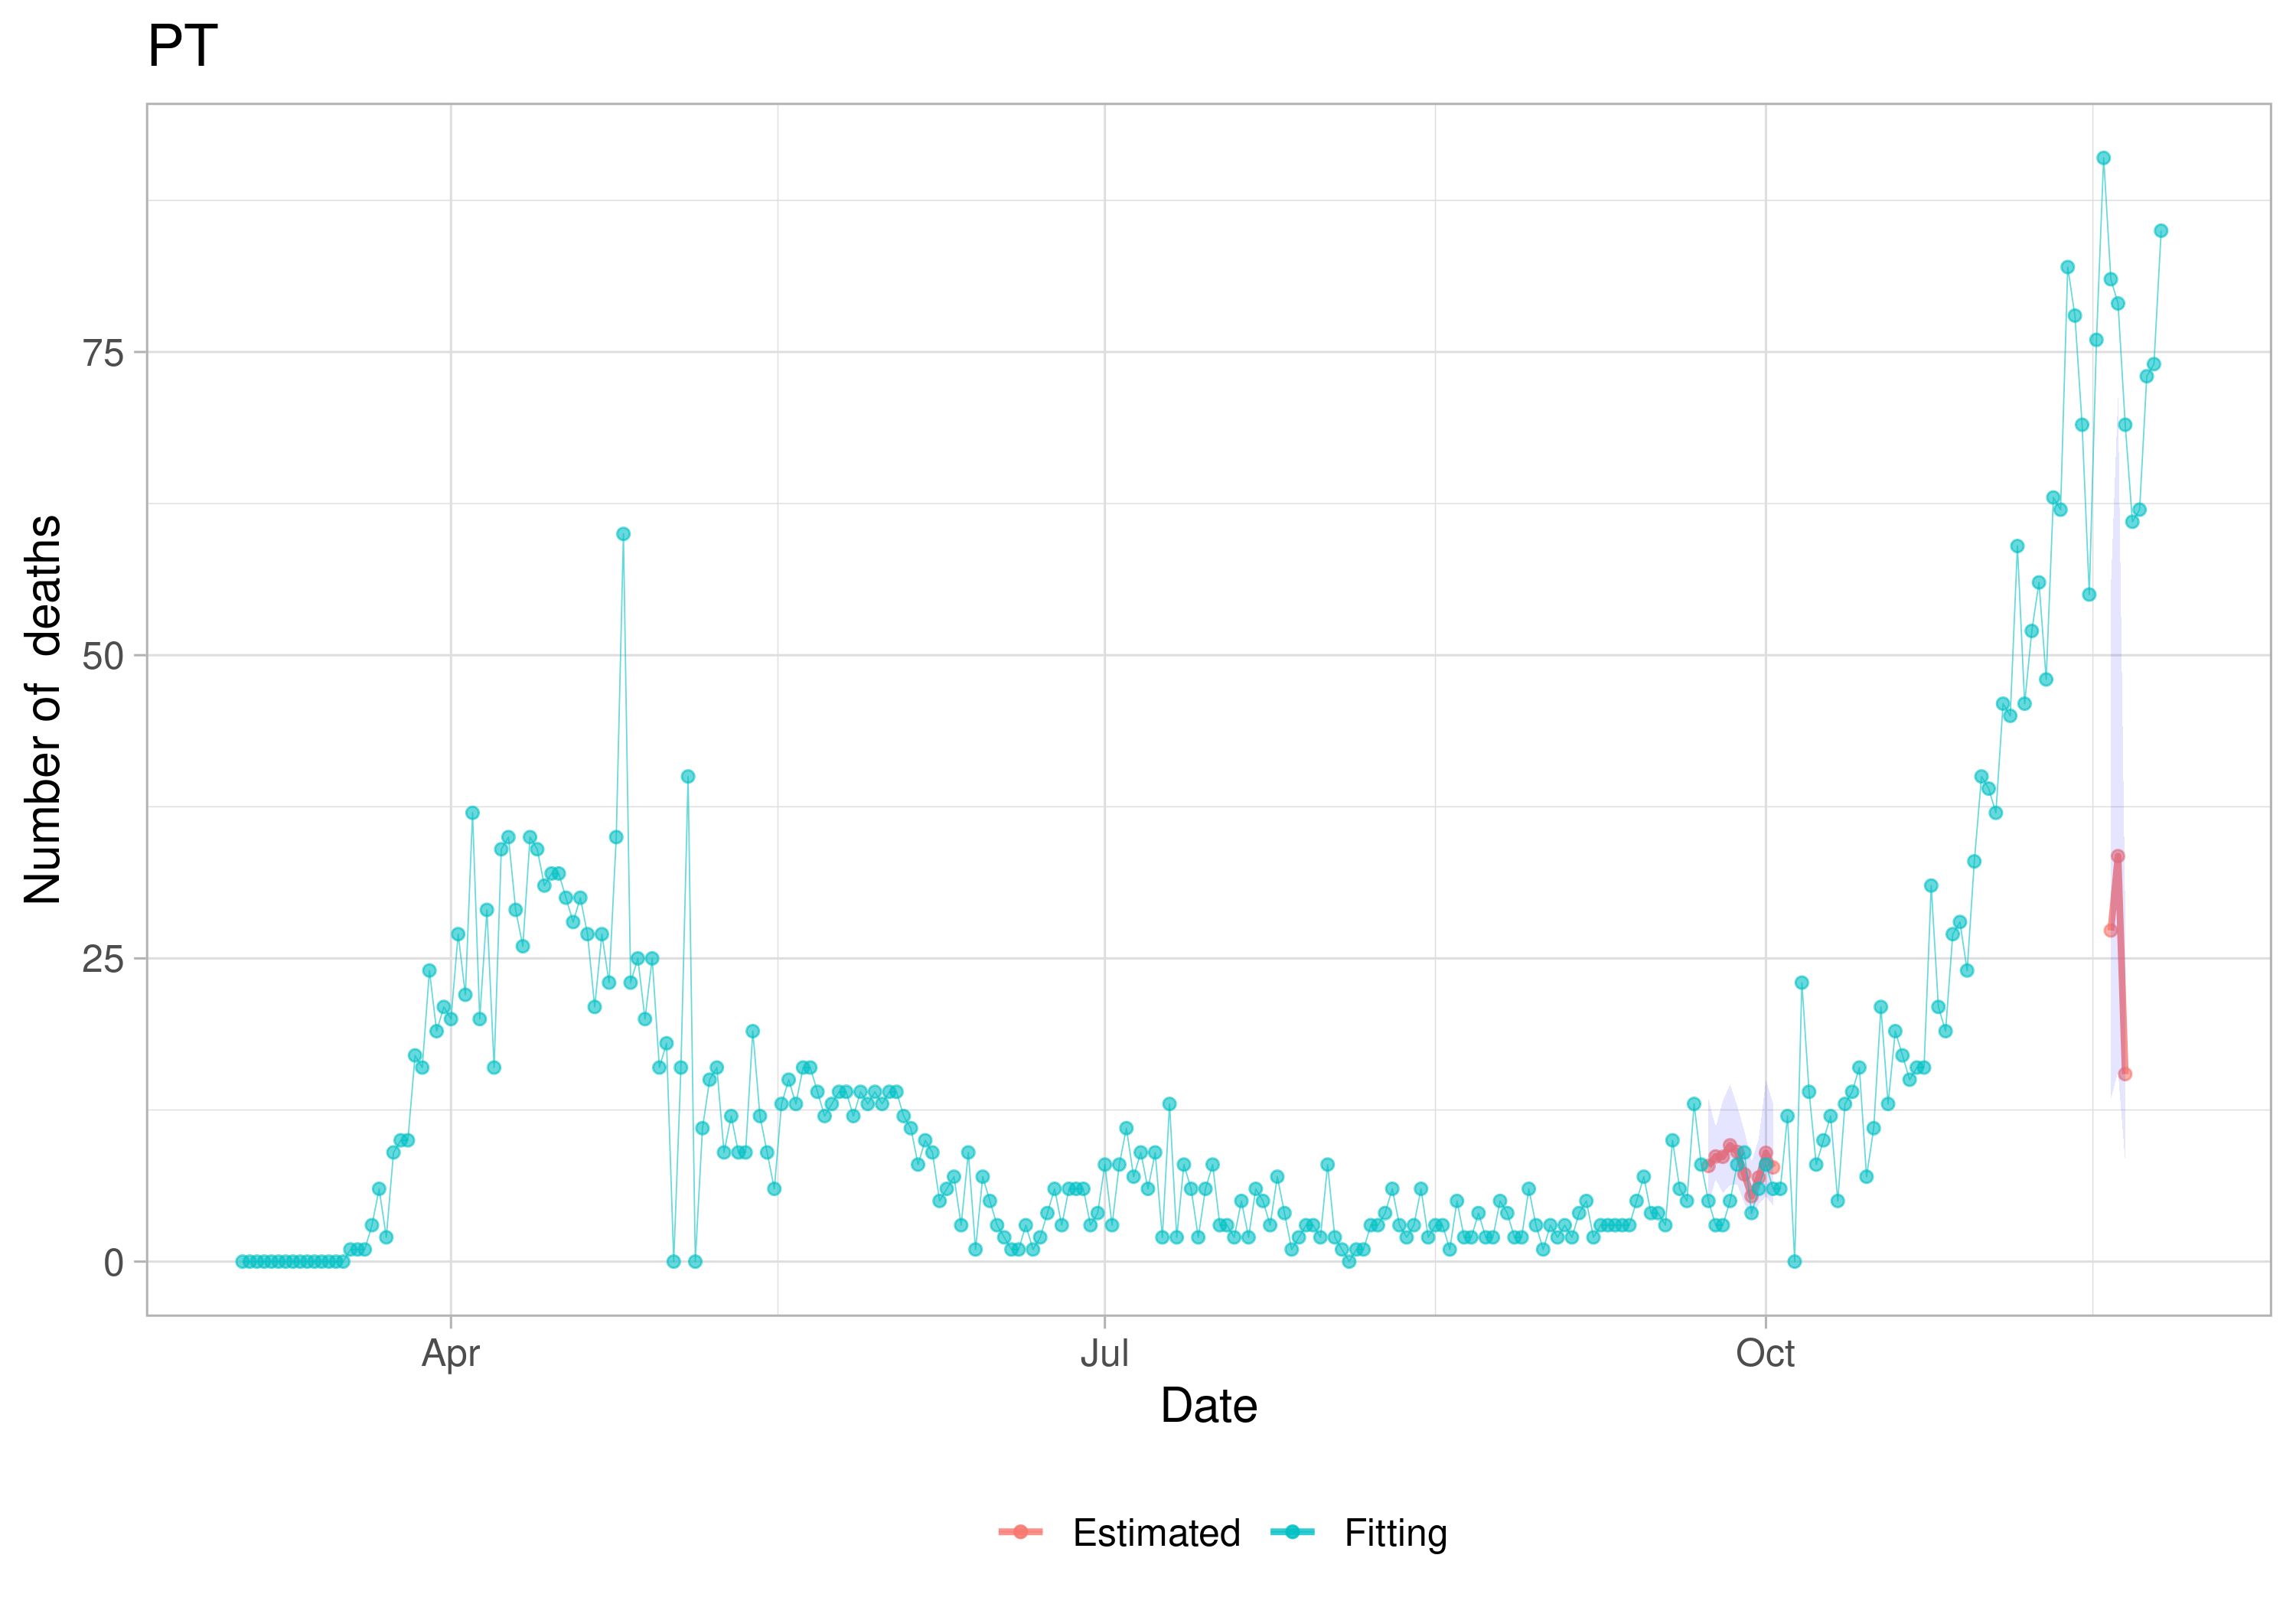 PT
Number of  deaths
75
50
25
0
Apr
Jul
Oct
Date
Estimated
Fitting